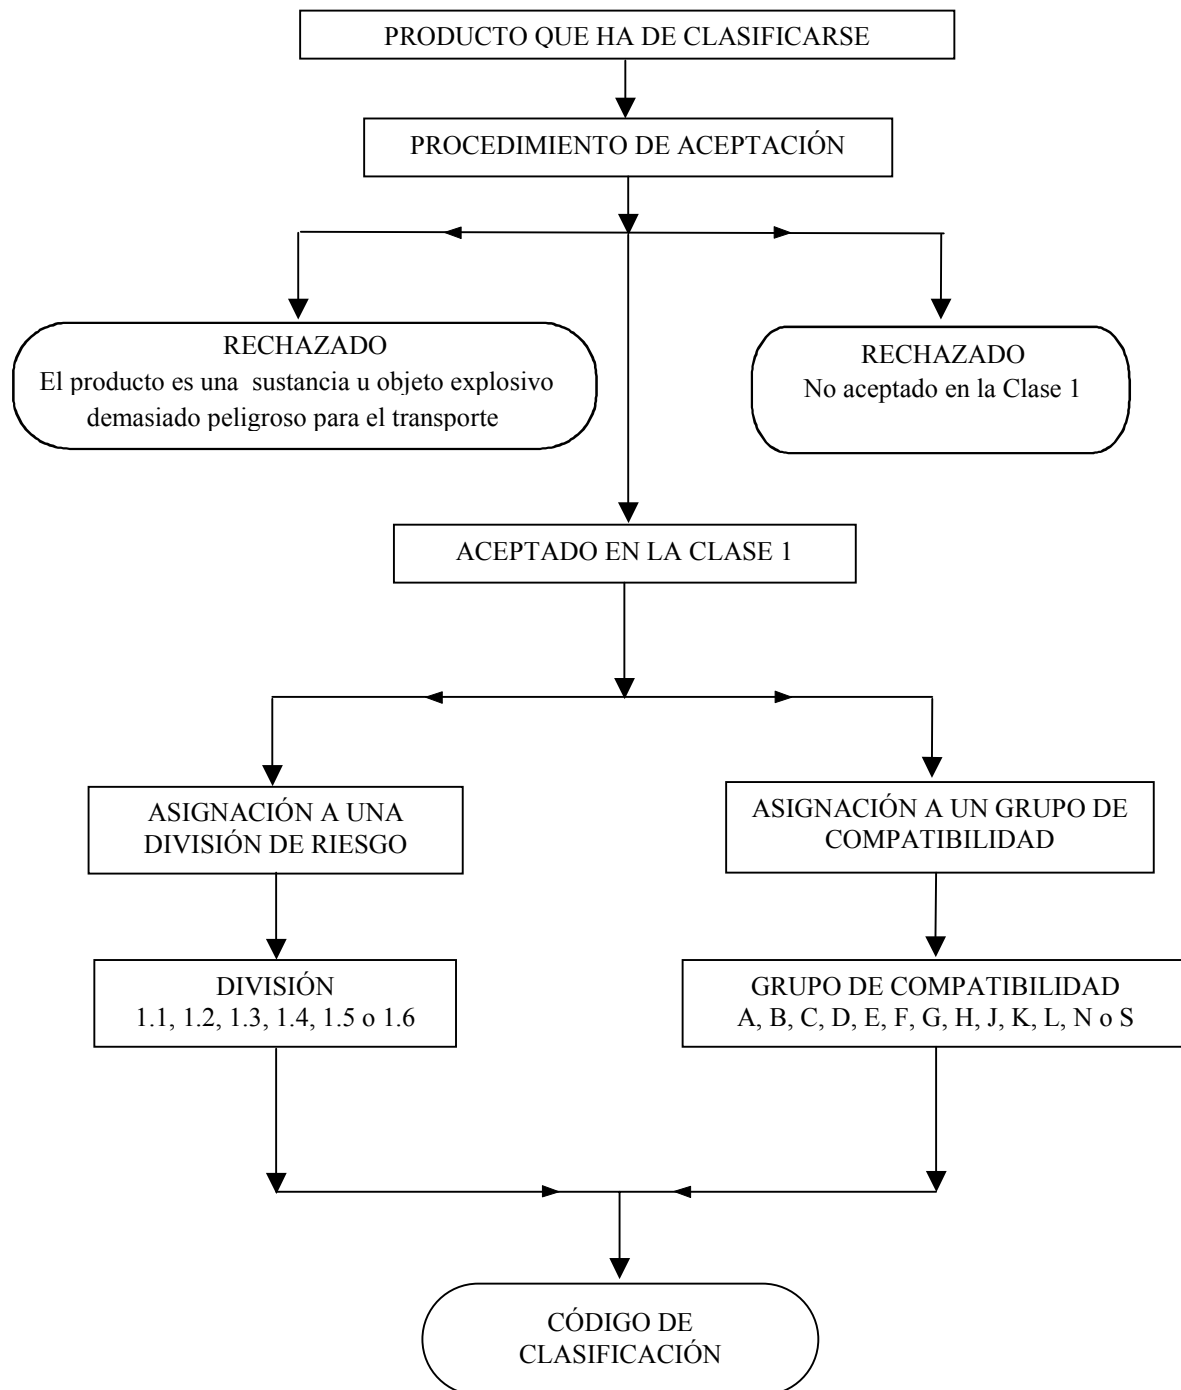 PRODUCTO QUE HA DE CLASIFICARSE
PROCEDIMIENTO DE ACEPTACIÓN
RECHAZADO
El producto es una sustancia u objeto explosivo
demasiado peligroso para el transporte
RECHAZADO
No aceptado en la Clase 1
ACEPTADO EN LA CLASE 1
ASIGNACIÓN A UNA
DIVISIÓN DE RIESGO
ASIGNACIÓN A UN GRUPO DE
COMPATIBILIDAD
DIVISIÓN
1.1, 1.2, 1.3, 1.4, 1.5 o 1.6
GRUPO DE COMPATIBILIDAD
A, B, C, D, E, F, G, H, J, K, L, N o S
CÓDIGO DE
CLASIFICACIÓN